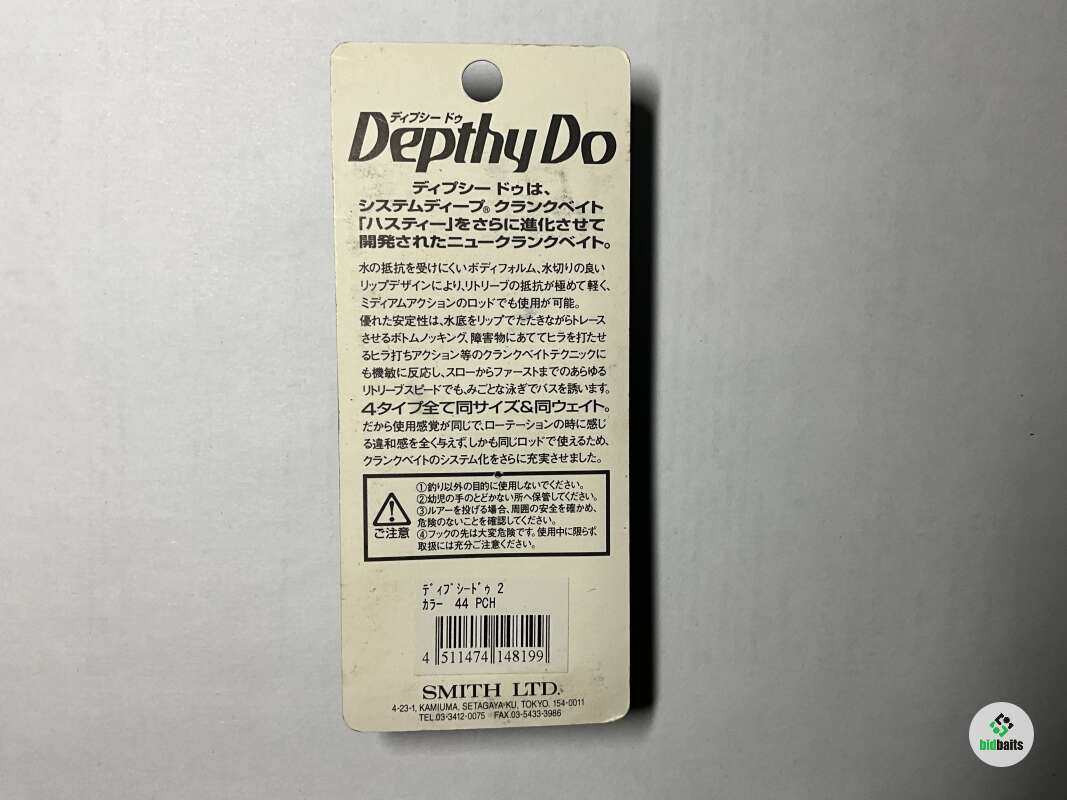 ディプシー ドゥ
Depthy Do
ディプシー ドゥは、
システムディープ® クランクベイト
「ハスティー」をさらに進化させて
開発されたニュークランクベイト。
水の抵抗を受けにくいボディフォルム、水切りの良い
リップデザインにより、リトリーブの抵抗が極めて軽く、
ミディアムアクションのロッドでも使用が可能。
優れた安定性は、水底をリップでたたきながらトレース
させるボトムノッキング、障害物にあててヒラを打たせ
るヒラ打ちアクション等のクランクベイトテクニックに
も機敏に反応し、スローからファーストまでのあらゆる
リトリーブスピードでも、みごとな泳ぎでバスを誘います。
4タイプ全て同サイズ&同ウェイト。
だから使用感覚が同じで、ローテーションの時に感じ
る違和感を全く与えず、しかも同じロッドで使えるため、
クランクベイトのシステム化をさらに充実させました。
ご注意
①釣り以外の目的に使用しないでください。
②幼児の手のとどかない所へ保管してください。
③ルアーを投げる場合、周囲の安全を確かめ、
危険のないことを確認してください。
④フックの先は大変危険です。使用中に限らず、
取扱には充分ご注意ください。
ディプシードゥ 2
カラー 44 PCH
4 511474 148199
SMITH LTD.
4-23-1, KAMIUMA, SETAGAYA-KU, TOKYO. 154-0011
TEL.03-3412-0075 FAX.03-5433-3986
bidbaits